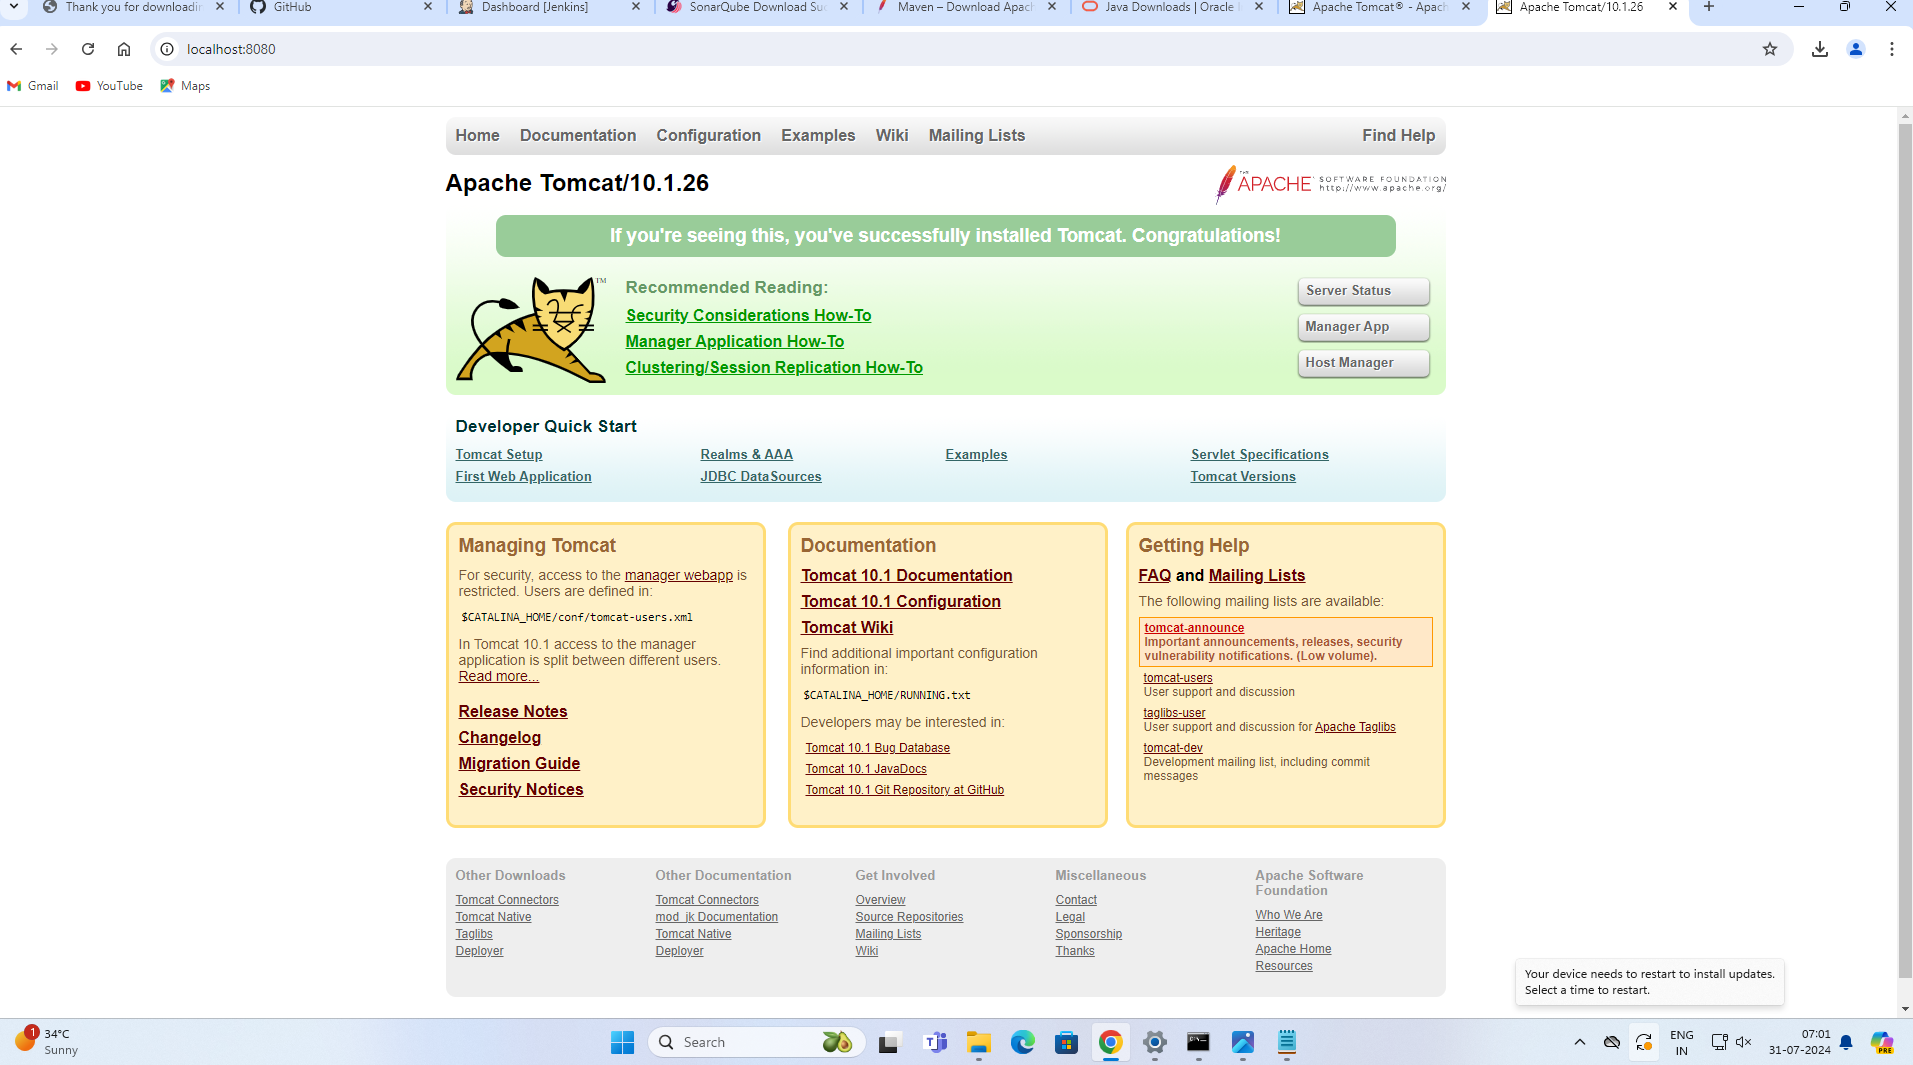 Thank you for downloadin
GitHub
Dashboard [Jenkins]
SonarQube Download Suc
Maven – Download Apach
Java Downloads | Oracle
Apache Tomcat® - Apach
Apache Tomcat/10.1.26
localhost:8080
Gmail
YouTube
Maps
Home
Documentation
Configuration
Examples
Wiki
Mailing Lists
Find Help
Apache Tomcat/10.1.26
THE
APACHE
SOFTWARE FOUNDATION
http://www.apache.org/
If you're seeing this, you've successfully installed Tomcat. Congratulations!
TM
Recommended Reading:
Security Considerations How-To
Manager Application How-To
Clustering/Session Replication How-To
Server Status
Manager App
Host Manager
Developer Quick Start
Tomcat Setup
First Web Application
Realms & AAA
JDBC DataSources
Examples
Servlet Specifications
Tomcat Versions
Managing Tomcat
For security, access to the manager webapp is
restricted. Users are defined in:
$CATALINA_HOME/conf/tomcat-users.xml
In Tomcat 10.1 access to the manager
application is split between different users.
Read more...
Release Notes
Changelog
Migration Guide
Security Notices
Documentation
Tomcat 10.1 Documentation
Tomcat 10.1 Configuration
Tomcat Wiki
Find additional important configuration
information in:
$CATALINA_HOME/RUNNING.txt
Developers may be interested in:
Tomcat 10.1 Bug Database
Tomcat 10.1 JavaDocs
Tomcat 10.1 Git Repository at GitHub
Getting Help
FAQ and Mailing Lists
The following mailing lists are available:
tomcat-announce
Important announcements, releases, security
vulnerability notifications. (Low volume).
tomcat-users
User support and discussion
taglibs-user
User support and discussion for Apache Taglibs
tomcat-dev
Development mailing list, including commit
messages
Other Downloads
Tomcat Connectors
Tomcat Native
Taglibs
Deployer
Other Documentation
Tomcat Connectors
mod_jk Documentation
Tomcat Native
Deployer
Get Involved
Overview
Source Repositories
Mailing Lists
Wiki
Miscellaneous
Contact
Legal
Sponsorship
Thanks
Apache Software
Foundation
Who We Are
Heritage
Apache Home
Resources
Your device needs to restart to install updates.
Select a time to restart.
1
34°C
Sunny
Search
ENG
IN
07:01
31-07-2024
PRE